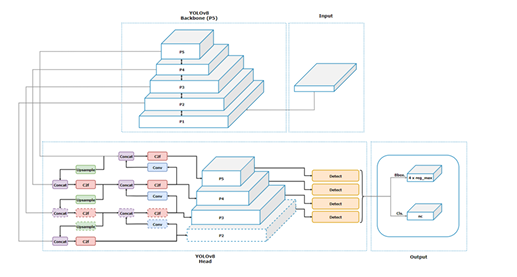 YOLOv8
Backbone (P5)
Input
P5
P4
P3
P2
P1
Concat
C2f
Upsample
Conv
Concat
C2f
Concat
C2f
Upsample
Conv
Concat
C2f
Concat
C2f
Upsample
Conv
Concat
C2f
P5
P4
P3
P2
Detect
Detect
Detect
Detect
Bbox.
4 x reg_max
Cls.
nc
YOLOv8
Head
Output